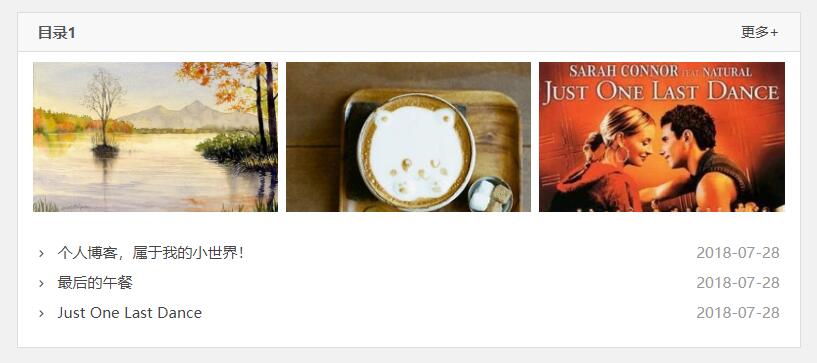 目录1
更多+
SARAH CONNOR FEAT. NATURAL
JUST ONE LAST DANCE
个人博客，属于我的小世界！
2018-07-28
最后的午餐
2018-07-28
Just One Last Dance
2018-07-28